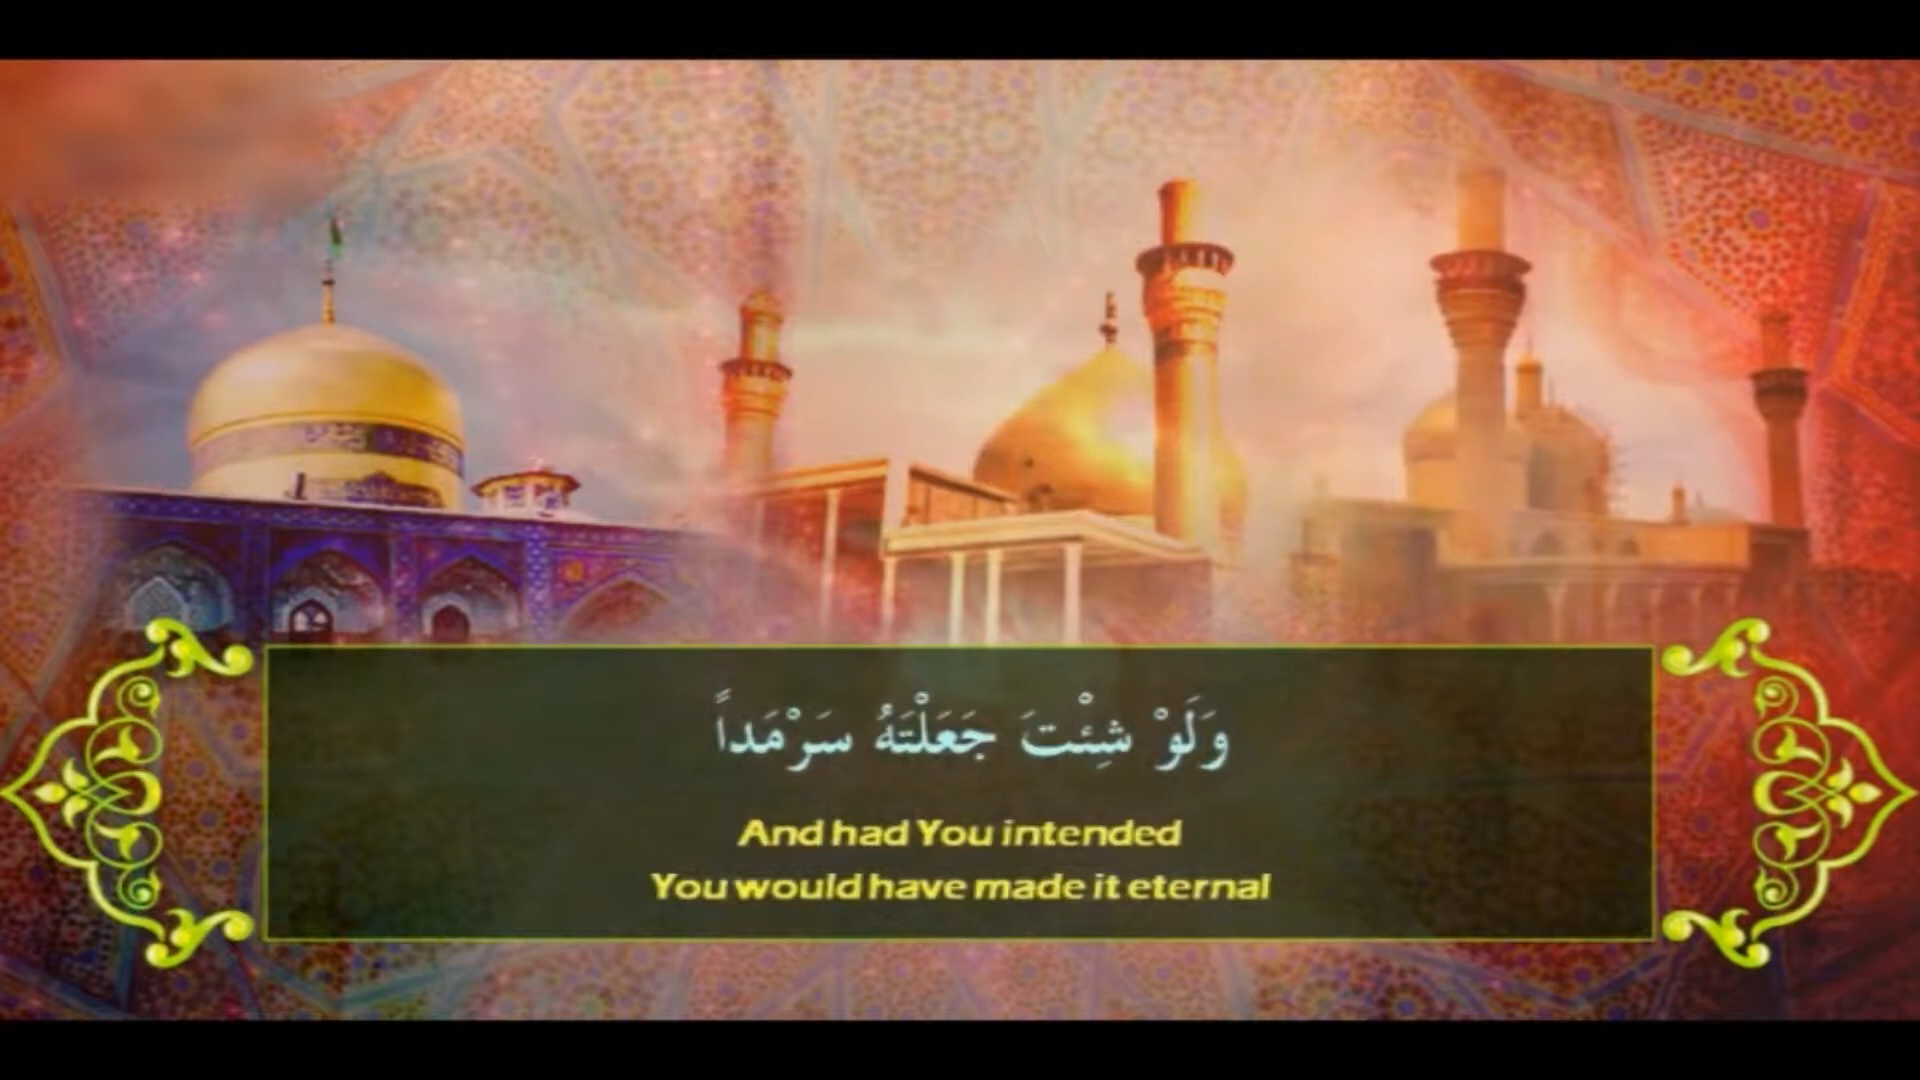 وَلَوْ شِئْتَ جَعَلْتَهُ سَرْمَداً
And had You intended
You would have made it eternal